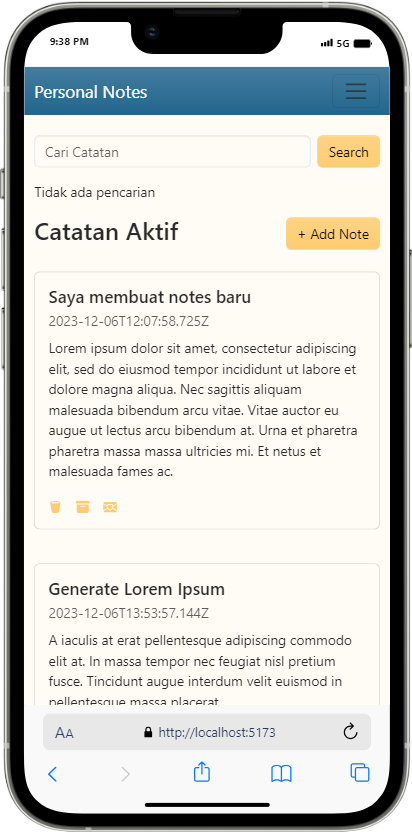 9:38 PM
5G
Personal Notes
Cari Catatan
Search
Tidak ada pencarian
Catatan Aktif
+ Add Note
Saya membuat notes baru
2023-12-06T12:07:58.725Z
Lorem ipsum dolor sit amet, consectetur adipiscing
elit, sed do eiusmod tempor incididunt ut labore et
dolore magna aliqua. Nec sagittis aliquam
malesuada bibendum arcu vitae. Vitae auctor eu
augue ut lectus arcu bibendum at. Urna et pharetra
pharetra massa massa ultricies mi. Et netus et
malesuada fames ac.
Generate Lorem Ipsum
2023-12-06T13:53:57.144Z
A iaculis at erat pellentesque adipiscing commodo
elit at. In massa tempor nec feugiat nisl pretium
fusce. Tincidunt augue interdum velit euismod in
pellentesque massa placerat
AA
http://localhost:5173